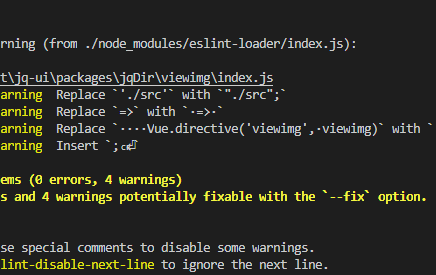 rning (from ./node_modules/eslint-loader/index.js):
t\jq-ui\packages\jqDir\viewimg\index.js
arning  Replace `'./src'` with `"./src";`
arning  Replace `=>` with `·=>·`
arning  Replace `····Vue.directive('viewimg',·viewimg)` with `
arning  Insert `;␍⏎
ems (0 errors, 4 warnings)
s and 4 warnings potentially fixable with the `--fix` option.
se special comments to disable some warnings.
lint-disable-next-line to ignore the next line.